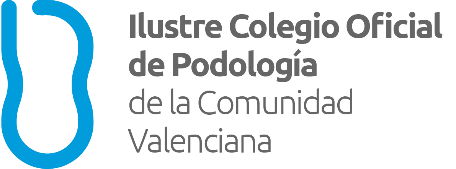 Ilustre Colegio Oficial
de Podología
de la Comunidad
Valenciana